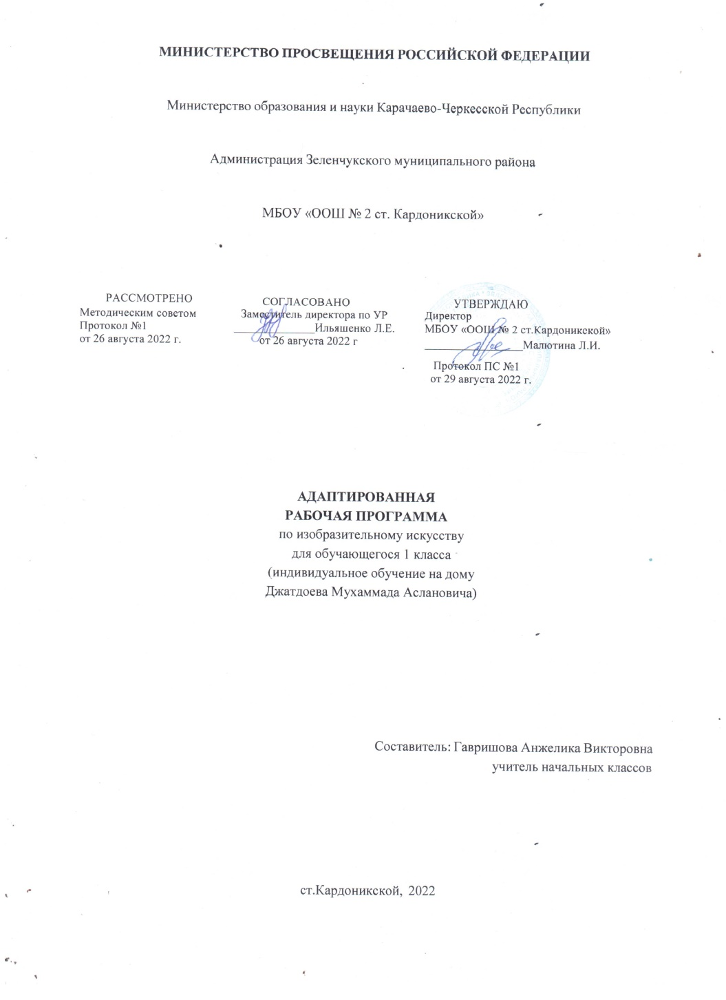 МИНИСТЕРСТВО ПРОСВЕЩЕНИЯ РОССИЙСКОЙ ФЕДЕРАЦИИ
Министерство образования и науки Карачаево-Черкесской Республики
Администрация Зеленчукского муниципального района
МБОУ «ООШ № 2 ст. Кардоникской»
РАССМОТРЕНО
Методическим советом
Протокол №1
от 26 августа 2022 г.
СОГЛАСОВАНО
Заместитель директора по УР
______________Ильяшенко Л.Е.
от 26 августа 2022 г
УТВЕРЖДАЮ
Директор
МБОУ «ООШ № 2 ст.Кардоникской»
_________________Малютина Л.И.
Протокол ПС №1
от 29 августа 2022 г.
АДАПТИРОВАННАЯ
РАБОЧАЯ ПРОГРАММА
по изобразительному искусству
для обучающегося 1 класса
(индивидуальное обучение на дому
Джатдоева Мухаммада Аслановича)
Составитель: Гавришова Анжелика Викторовна
учитель начальных классов
ст.Кардоникской, 2022